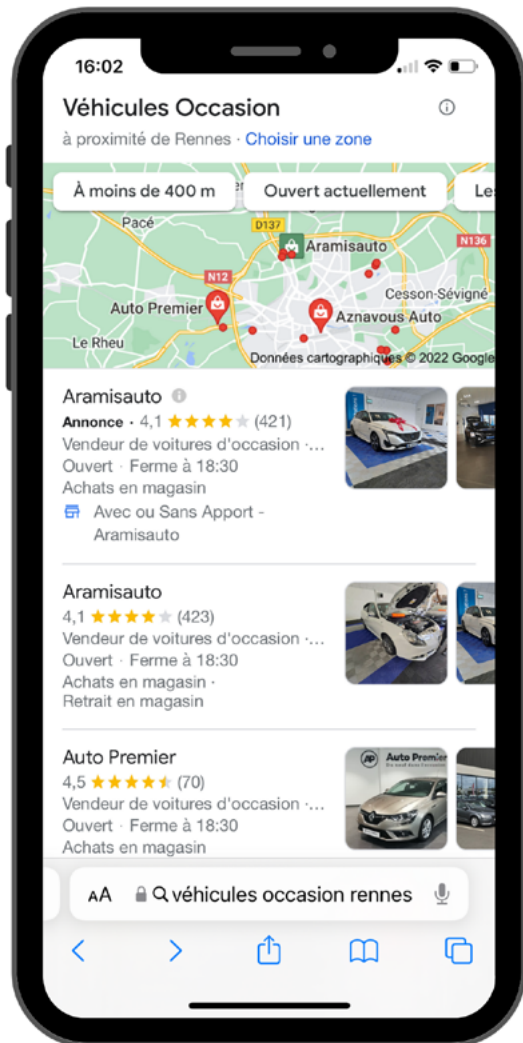 16:02
Véhicules Occasion
à proximité de Rennes · Choisir une zone
À moins de 400 m
Ouvert actuellement
Le
Pacé
D137
Aramisauto
N136
N12
Cesson-Sévigné
Auto Premier
Aznavous Auto
Le Rheu
Données cartographiques © 2022 Google
Aramisauto
Annonce · 4,1 (421)
Vendeur de voitures d'occasion ·...
Ouvert · Ferme à 18:30
Achats en magasin
Avec ou Sans Apport -
Aramisauto
Aramisauto
4,1 (423)
Vendeur de voitures d'occasion ·...
Ouvert · Ferme à 18:30
Achats en magasin ·
Retrait en magasin
Auto Premier
4,5 (70)
Vendeur de voitures d'occasion ·...
Ouvert · Ferme à 18:30
Achats en magasin
AP Auto Premier
AA véhicules occasion rennes